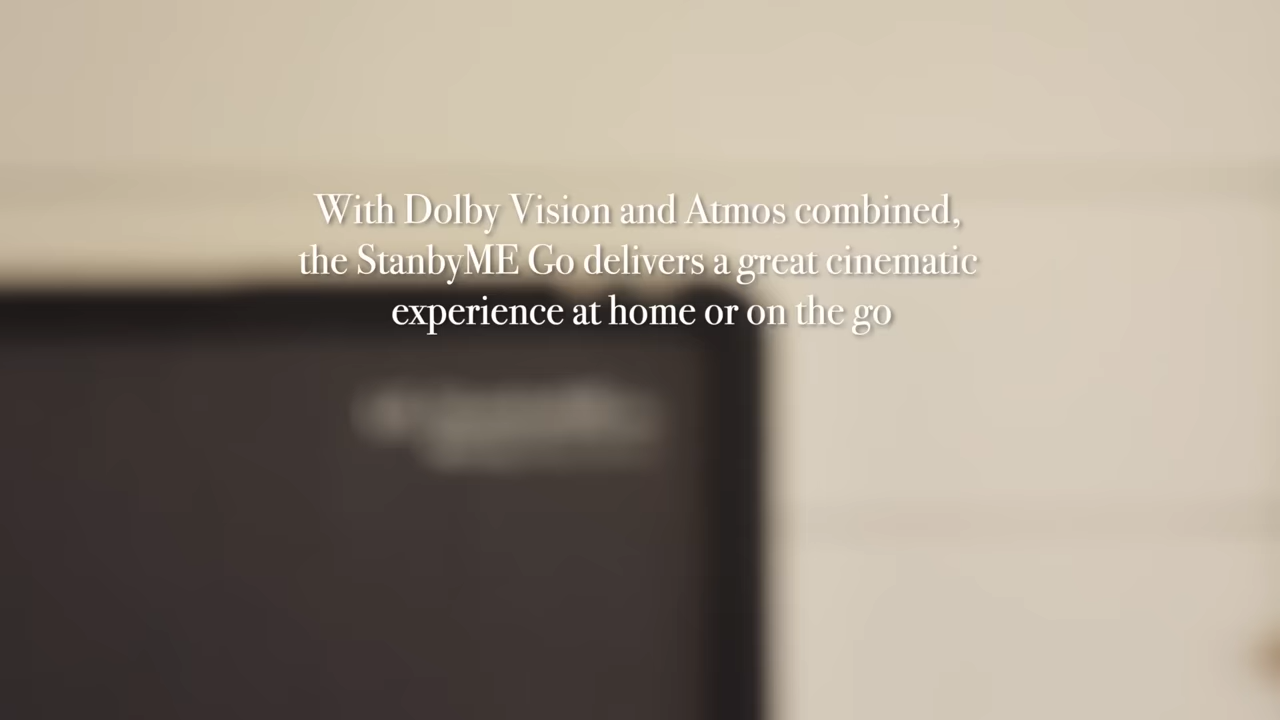 With Dolby Vision and Atmos combined,
the StanbyME Go delivers a great cinematic
experience at home or on the go